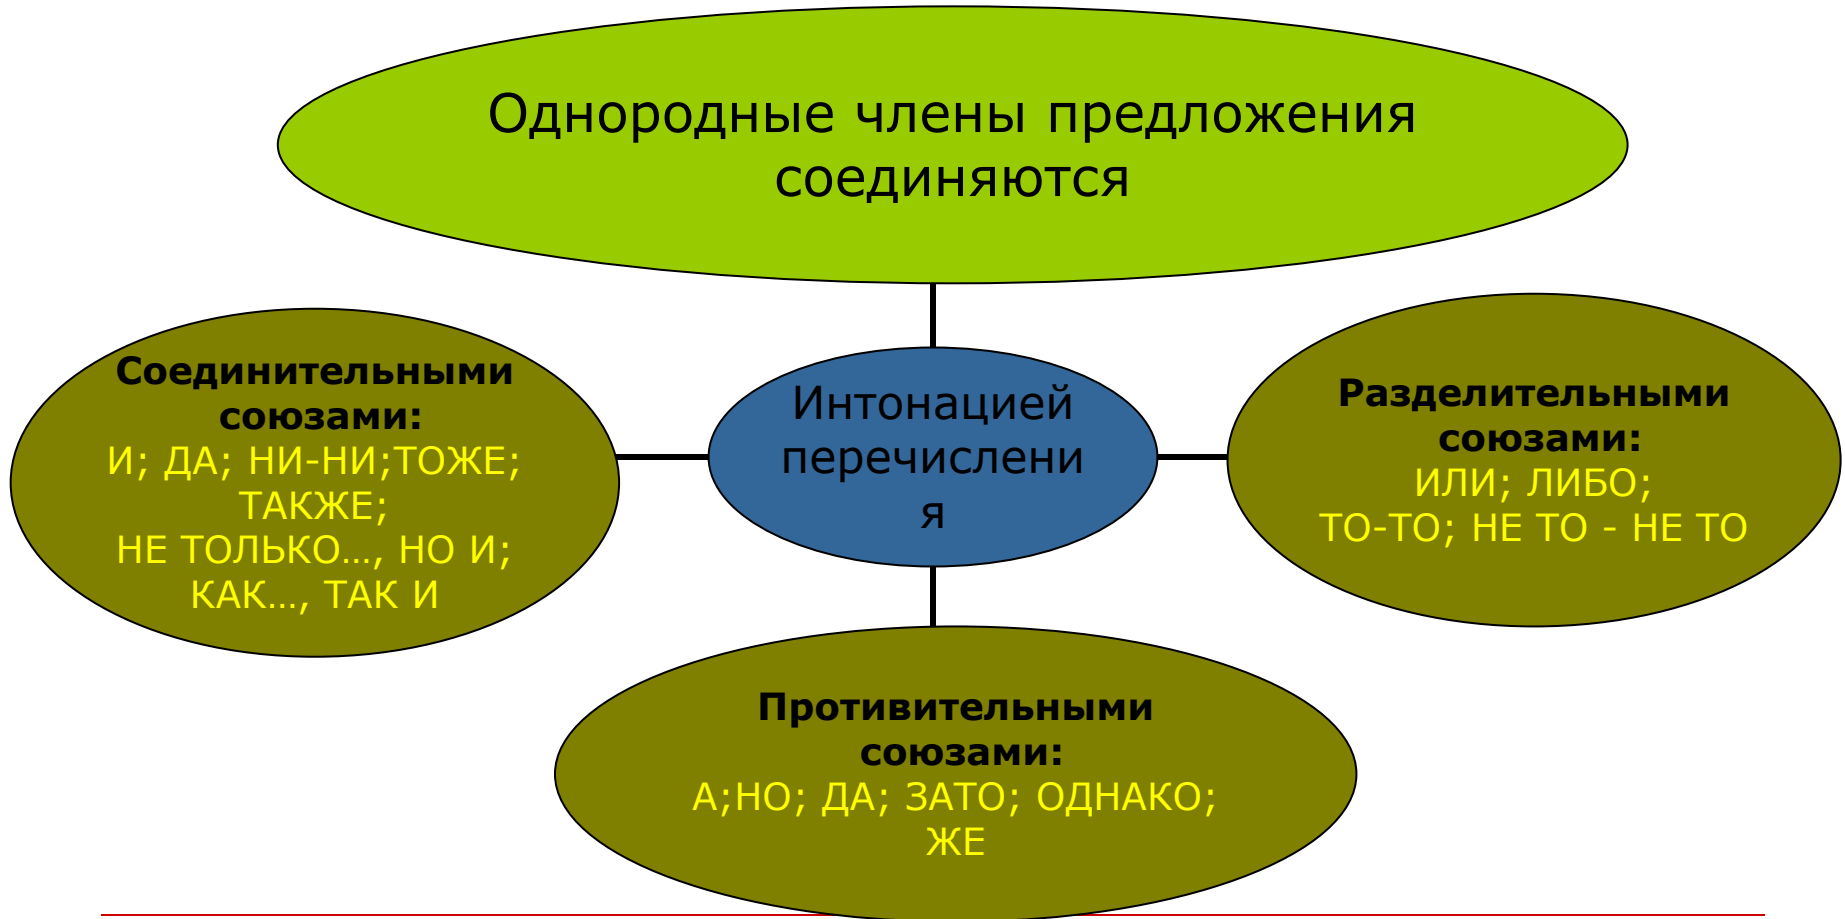 Однородные члены предложения
соединяются
Соединительными
союзами:
И; ДА; НИ-НИ;ТОЖЕ;
ТАКЖЕ;
НЕ ТОЛЬКО…, НО И;
КАК…, ТАК И
Интонацией
перечислени
я
Разделительными
союзами:
ИЛИ; ЛИБО;
ТО-ТО; НЕ ТО - НЕ ТО
Противительными
союзами:
А;НО; ДА; ЗАТО; ОДНАКО;
ЖЕ